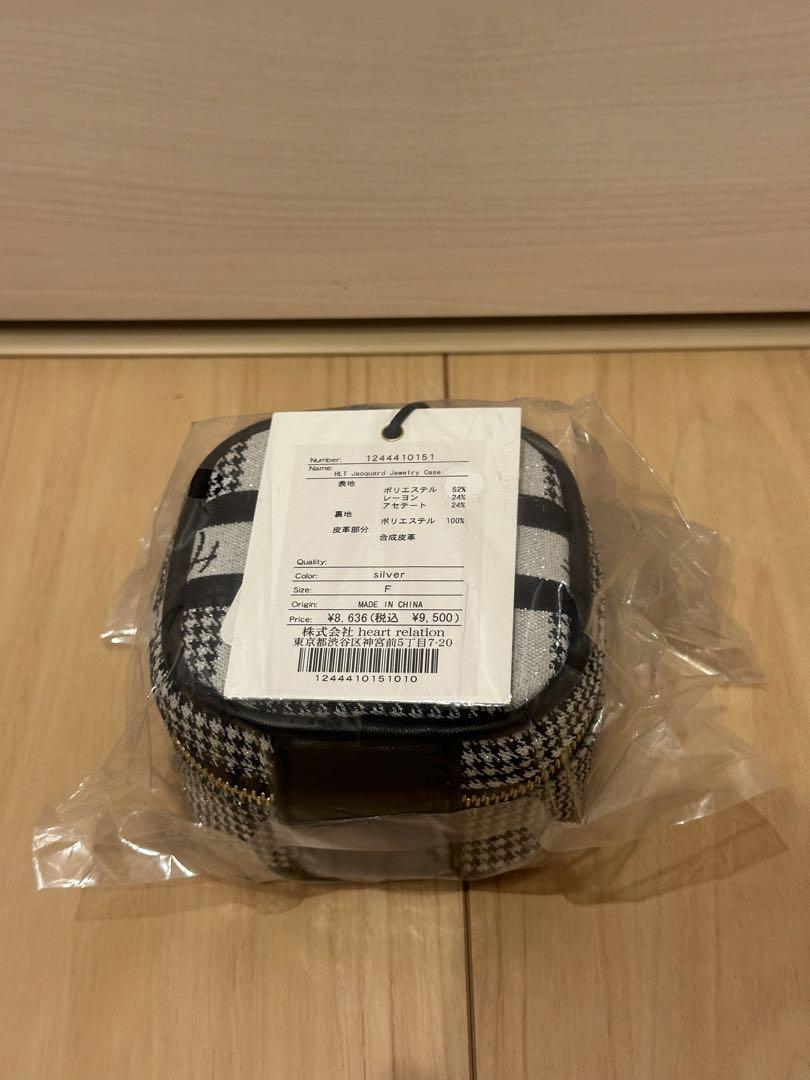 Number: 1244410151
Name: HLT Jacquard Jewelry Case
表地
ポリエステル 52%
レーヨン 24%
アセテート 24%
裏地
ポリエステル 100%
皮革部分
合成皮革
Quality:
Color: silver
Size: F
Origin: MADE IN CHINA
Price: ¥8,636(税込 ¥9,500)
株式会社 heart relation
東京都渋谷区神宮前5丁目7-20
1244410151010